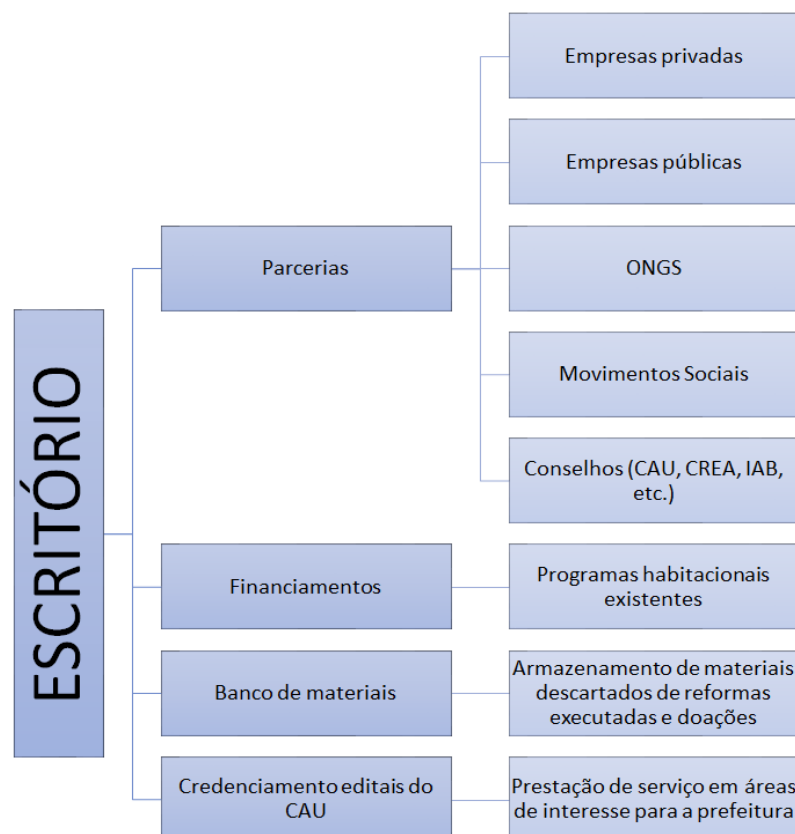 ESCRITÓRIO
Parcerias
Empresas privadas
Empresas públicas
ONGS
Movimentos Sociais
Conselhos (CAU, CREA, IAB,
etc.)
Financiamentos
Programas habitacionais
existentes
Banco de materiais
Armazenamento de materiais
descartados de reformas
executadas e doações
Credenciamento editais do
CAU
Prestação de serviço em áreas
de interesse para a prefeitura